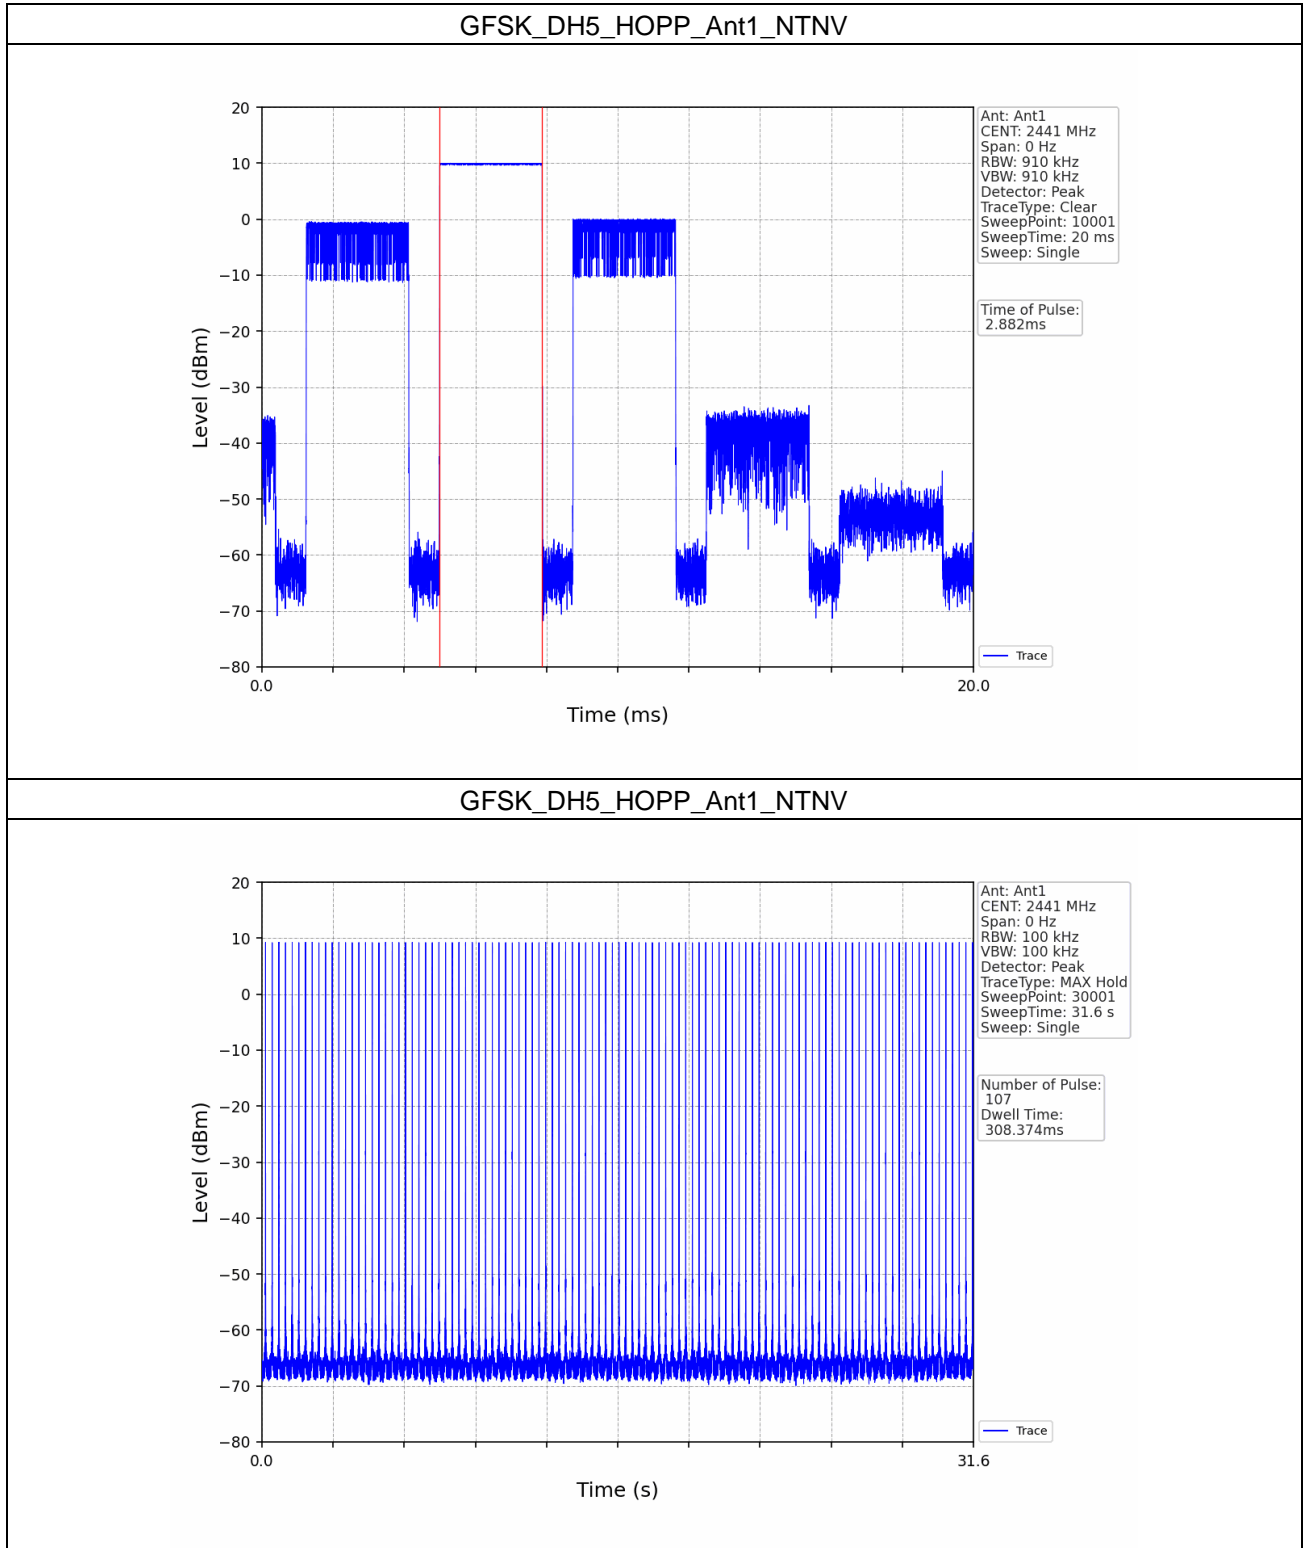 GFSK_DH5_HOPP_Ant1_NTNV
20
10
0
−10
−20
−30
−40
−50
−60
−70
−80
Level (dBm)
0.0
20.0
Time (ms)
Ant: Ant1
CENT: 2441 MHz
Span: 0 Hz
RBW: 910 kHz
VBW: 910 kHz
Detector: Peak
TraceType: Clear
SweepPoint: 10001
SweepTime: 20 ms
Sweep: Single
Time of Pulse:
2.882ms
Trace
GFSK_DH5_HOPP_Ant1_NTNV
20
10
0
−10
−20
−30
−40
−50
−60
−70
−80
Level (dBm)
0.0
31.6
Time (s)
Ant: Ant1
CENT: 2441 MHz
Span: 0 Hz
RBW: 100 kHz
VBW: 100 kHz
Detector: Peak
TraceType: MAX Hold
SweepPoint: 30001
SweepTime: 31.6 s
Sweep: Single
Number of Pulse:
107
Dwell Time:
308.374ms
Trace